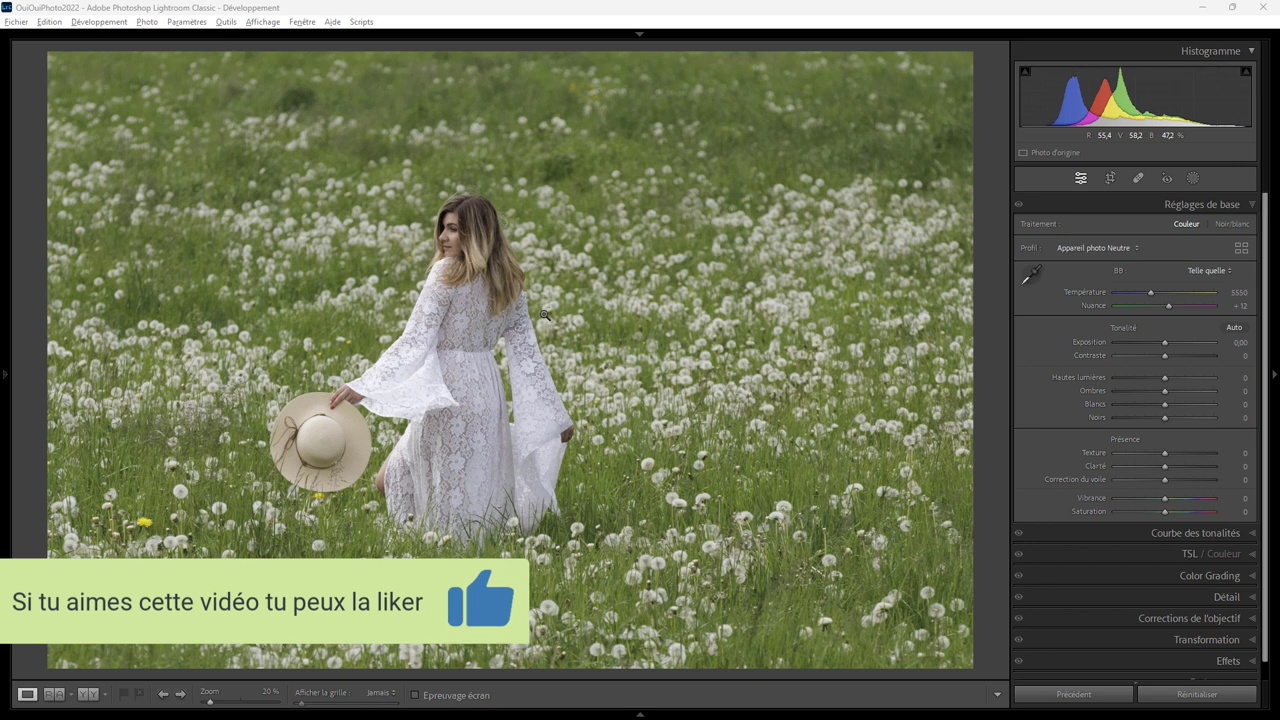 OuiOuiPhoto2022 - Adobe Photoshop Lightroom Classic - Développement
Fichier Edition Développement Photo Paramètres Outils Affichage Fenêtre Aide Scripts
Histogramme
R 55,4 V 58,2 B 47,2 %
Photo d'origine
Réglages de base
Traitement : Couleur Noir/blanc
Profil : Appareil photo Neutre
BB : Telle quelle
Température 5550
Nuance + 12
Tonalité Auto
Exposition 0,00
Contraste 0
Hautes lumières 0
Ombres 0
Blancs 0
Noirs 0
Présence
Texture 0
Clarté 0
Correction du voile 0
Vibrance 0
Saturation 0
Courbe des tonalités
TSL / Couleur
Color Grading
Détail
Corrections de l'objectif
Transformation
Effets
Si tu aimes cette vidéo tu peux la liker
Zoom 20 % Afficher la grille : Jamais Epreuvage écran
Précédent Réinitialiser